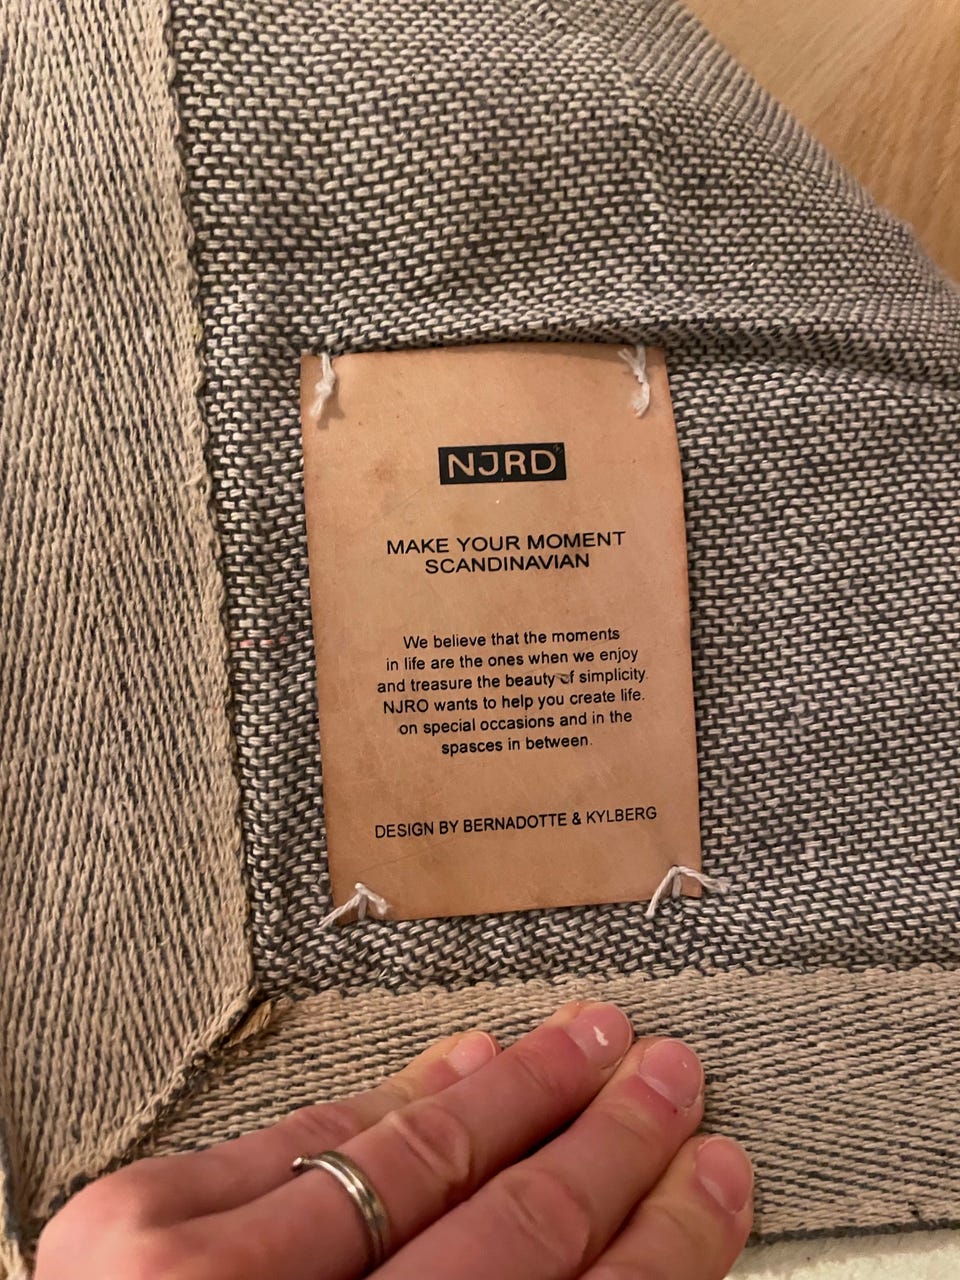 NJRD
MAKE YOUR MOMENT
SCANDINAVIAN
We believe that the moments
in life are the ones when we enjoy
and treasure the beauty of simplicity.
NJRO wants to help you create life.
on special occasions and in the
spasces in between.
DESIGN BY BERNADOTTE & KYLBERG